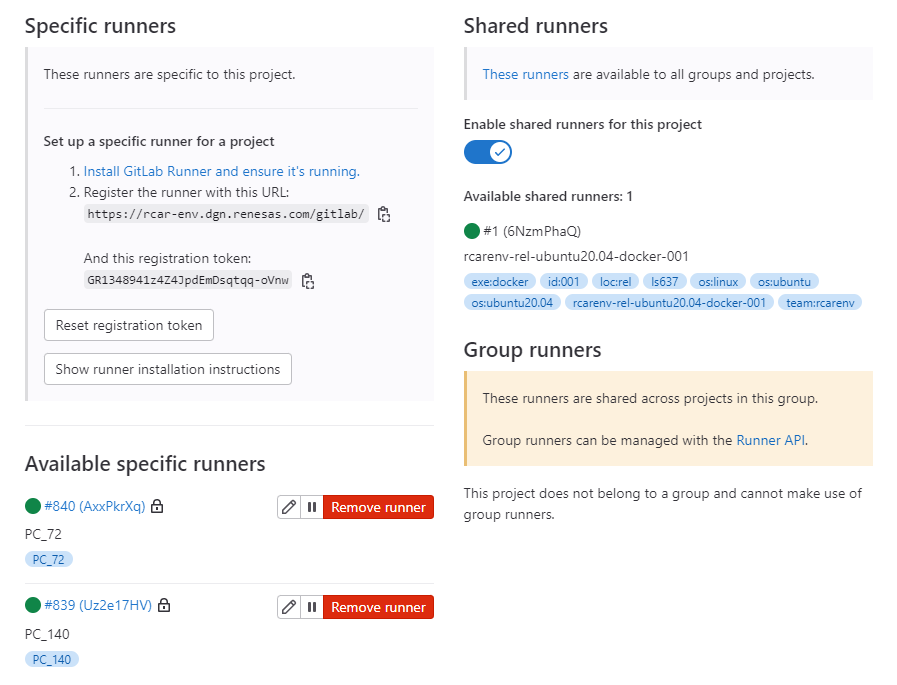 Specific runners
These runners are specific to this project.
Set up a specific runner for a project
1. Install GitLab Runner and ensure it's running.
2. Register the runner with this URL:
https://rcar-env.dgn.renesas.com/gitlab/
And this registration token:
GR1348941z4Z4JpdEmDsqtqq-oVnw
Reset registration token
Show runner installation instructions
Available specific runners
#840 (AxxPkrXq)
Remove runner
PC_72
PC_72
#839 (Uz2e17HV)
Remove runner
PC_140
PC_140
Shared runners
These runners are available to all groups and projects.
Enable shared runners for this project
Available shared runners: 1
#1 (6NzmPhaQ)
rcarenv-rel-ubuntu20.04-docker-001
exe:docker id:001 loc:rel ls637 os:linux os:ubuntu
os:ubuntu20.04 rcarenv-rel-ubuntu20.04-docker-001 team:rcarenv
Group runners
These runners are shared across projects in this group.
Group runners can be managed with the Runner API.
This project does not belong to a group and cannot make use of
group runners.